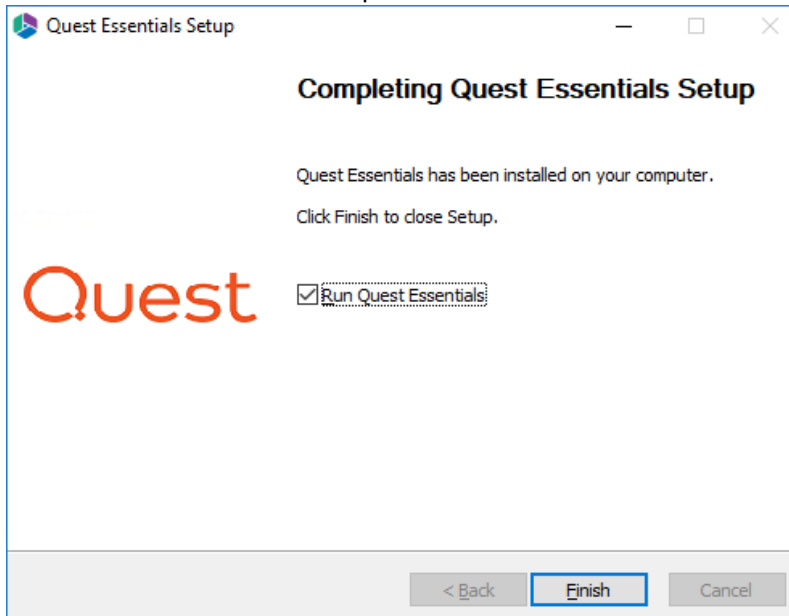 Quest Essentials Setup
Completing Quest Essentials Setup
Quest Essentials has been installed on your computer.
Click Finish to close Setup.
Quest
Run Quest Essentials
< Back
Finish
Cancel